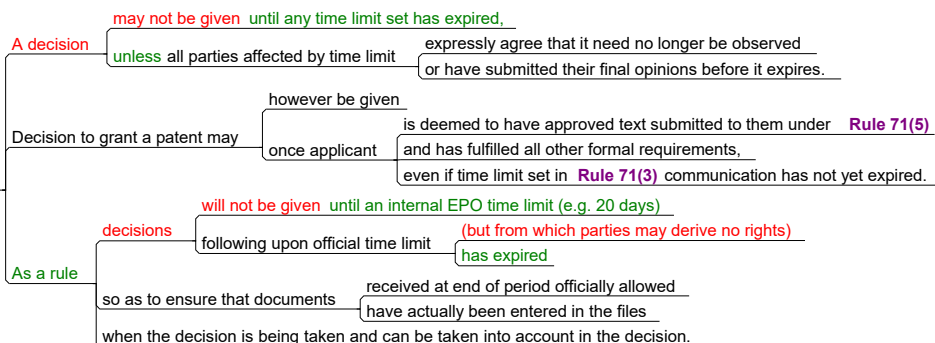 may not be given until any time limit set has expired,
A decision
unless all parties affected by time limit
expressly agree that it need no longer be observed
or have submitted their final opinions before it expires.
Decision to grant a patent may
however be given
once applicant
is deemed to have approved text submitted to them under Rule 71(5)
and has fulfilled all other formal requirements,
even if time limit set in Rule 71(3) communication has not yet expired.
As a rule
decisions
will not be given until an internal EPO time limit (e.g. 20 days)
following upon official time limit
(but from which parties may derive no rights)
has expired
so as to ensure that documents
received at end of period officially allowed
have actually been entered in the files
when the decision is being taken and can be taken into account in the decision.